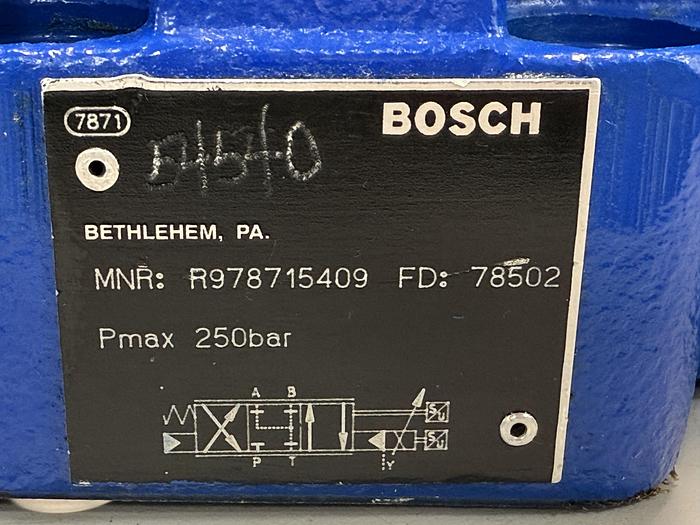 7871
BOSCH
54540
BETHLEHEM, PA.
MNR: R978715409 FD: 78502
Pmax 250bar
A B
S/U
P T
S/U
Y